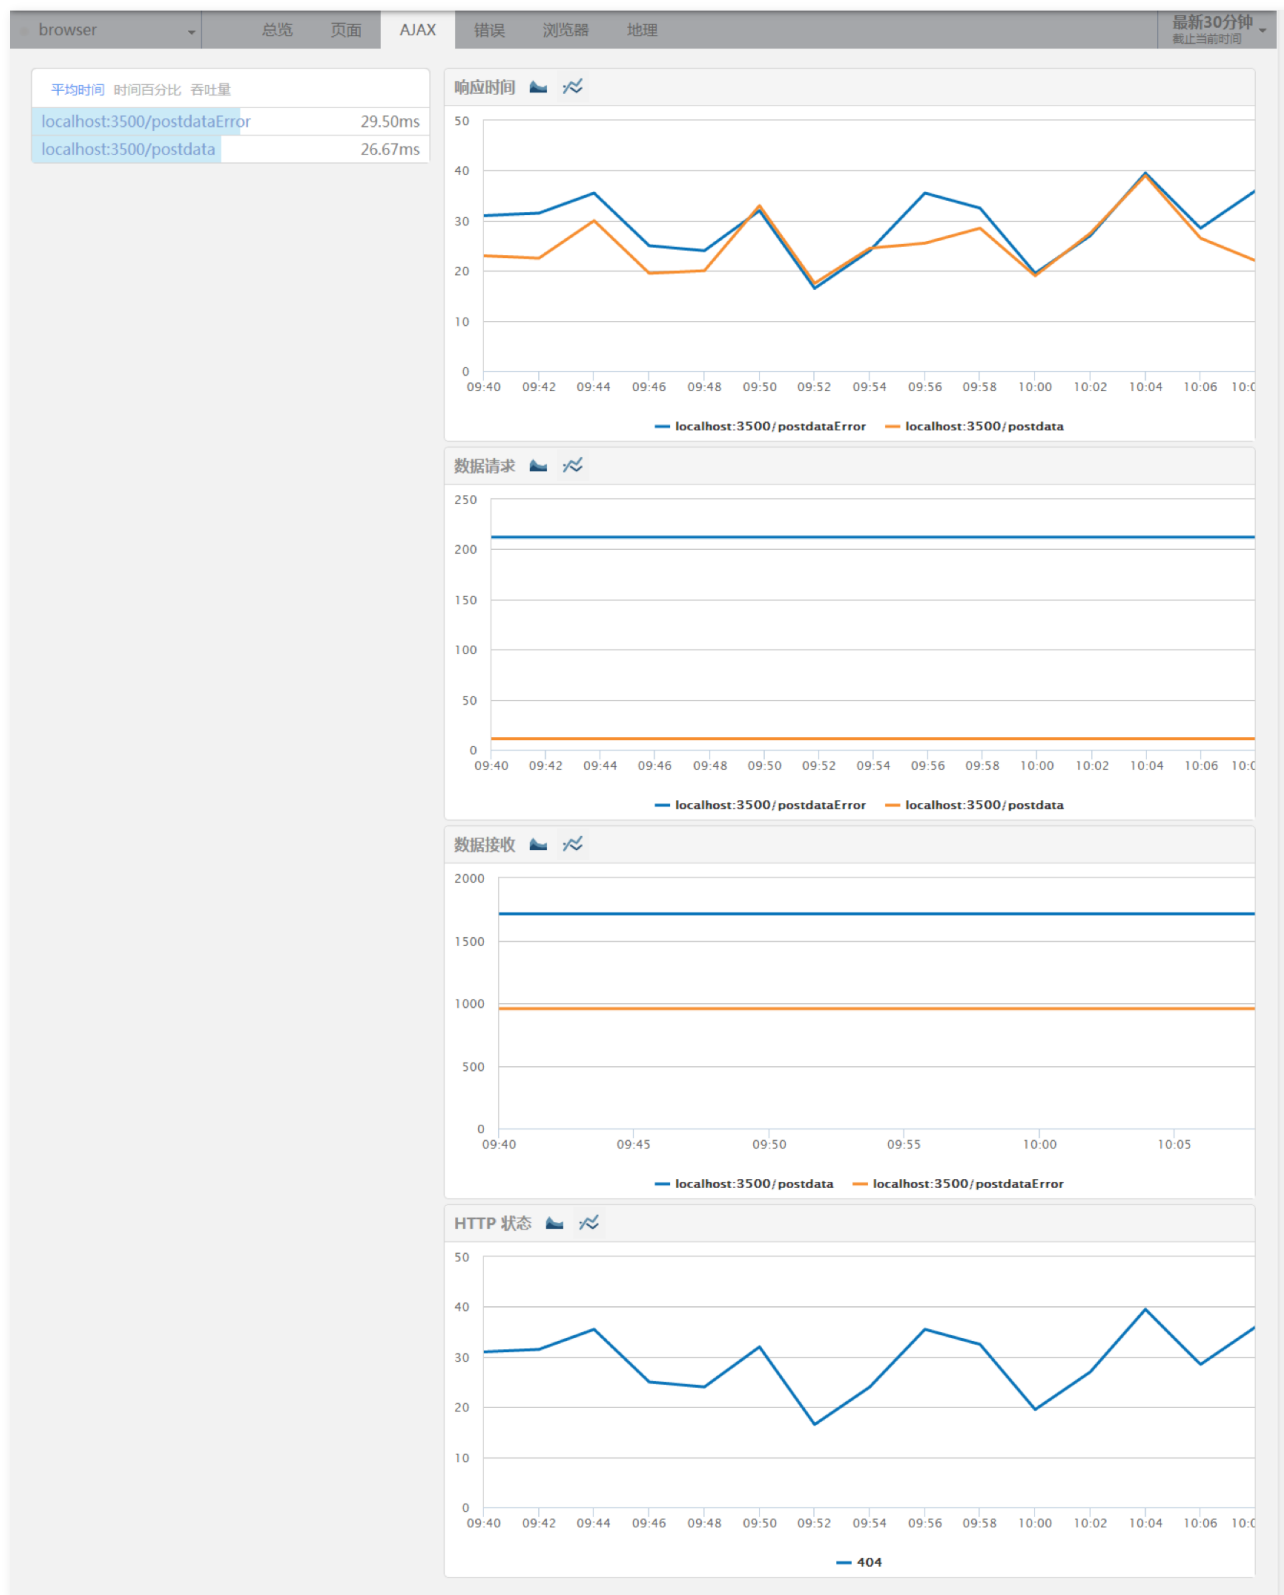 browser 总览 页面 AJAX 错误 浏览器 地理 最新30分钟
截止当前时间
平均时间 时间百分比 吞吐量
localhost:3500/postdataError 29.50ms
localhost:3500/postdata 26.67ms
响应时间
50
40
30
20
10
0
09:40 09:42 09:44 09:46 09:48 09:50 09:52 09:54 09:56 09:58 10:00 10:02 10:04 10:06
localhost:3500/postdataError localhost:3500/postdata
数据请求
250
200
150
100
50
0
09:40 09:42 09:44 09:46 09:48 09:50 09:52 09:54 09:56 09:58 10:00 10:02 10:04 10:06
localhost:3500/postdataError localhost:3500/postdata
数据接收
2000
1500
1000
500
0
09:40 09:45 09:50 09:55 10:00 10:05
localhost:3500/postdata localhost:3500/postdataError
HTTP 状态
50
40
30
20
10
0
09:40 09:42 09:44 09:46 09:48 09:50 09:52 09:54 09:56 09:58 10:00 10:02 10:04 10:06
404